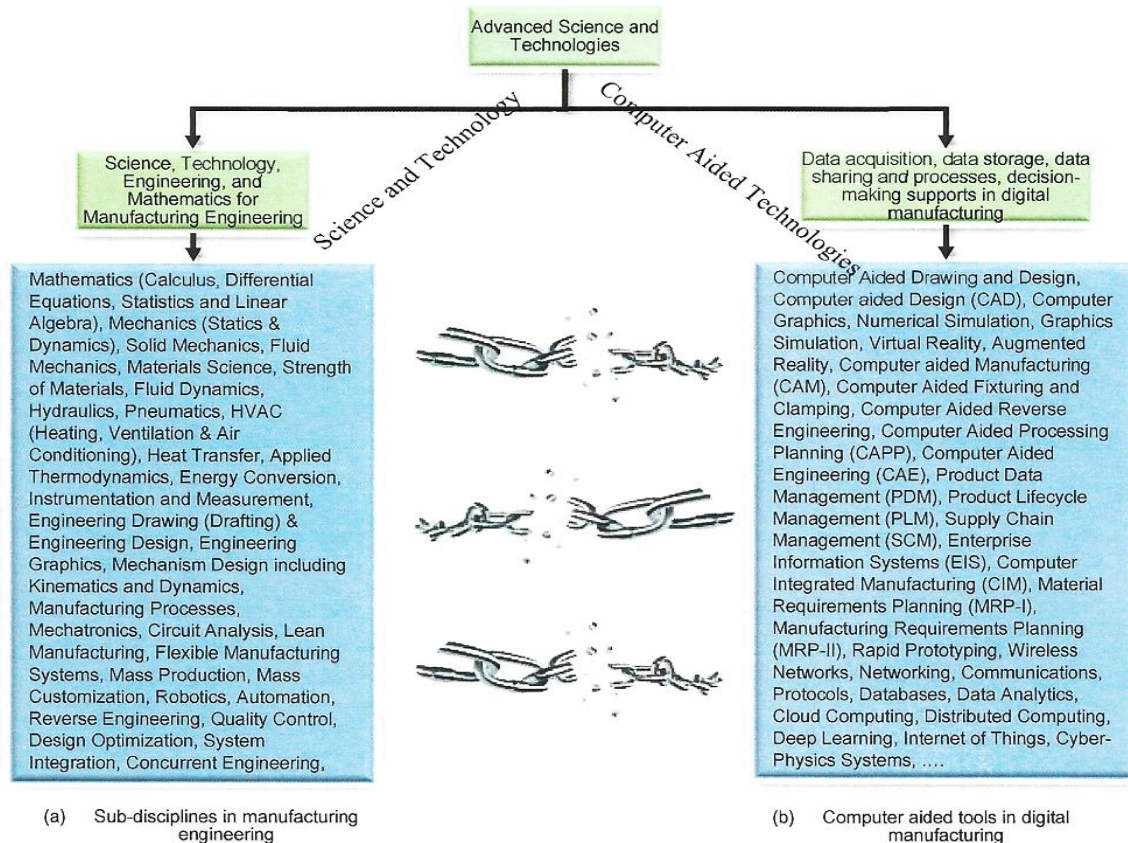 Advanced Science and
Technologies
Science and Technology
Computer Aided Technologies
Science, Technology,
Engineering, and
Mathematics for
Manufacturing Engineering
Data acquisition, data storage, data
sharing and processes, decision-
making supports in digital
manufacturing
Mathematics (Calculus, Differential
Equations, Statistics and Linear
Algebra), Mechanics (Statics &
Dynamics), Solid Mechanics, Fluid
Mechanics, Materials Science, Strength
of Materials, Fluid Dynamics,
Hydraulics, Pneumatics, HVAC
(Heating, Ventilation & Air
Conditioning), Heat Transfer, Applied
Thermodynamics, Energy Conversion,
Instrumentation and Measurement,
Engineering Drawing (Drafting) &
Engineering Design, Engineering
Graphics, Mechanism Design including
Kinematics and Dynamics,
Manufacturing Processes,
Mechatronics, Circuit Analysis, Lean
Manufacturing, Flexible Manufacturing
Systems, Mass Production, Mass
Customization, Robotics, Automation,
Reverse Engineering, Quality Control,
Design Optimization, System
Integration, Concurrent Engineering,
Computer Aided Drawing and Design,
Computer aided Design (CAD), Computer
Graphics, Numerical Simulation, Graphics
Simulation, Virtual Reality, Augmented
Reality, Computer aided Manufacturing
(CAM), Computer Aided Fixturing and
Clamping, Computer Aided Reverse
Engineering, Computer Aided Processing
Planning (CAPP), Computer Aided
Engineering (CAE), Product Data
Management (PDM), Product Lifecycle
Management (PLM), Supply Chain
Management (SCM), Enterprise
Information Systems (EIS), Computer
Integrated Manufacturing (CIM), Material
Requirements Planning (MRP-I),
Manufacturing Requirements Planning
(MRP-II), Rapid Prototyping, Wireless
Networks, Networking, Communications,
Protocols, Databases, Data Analytics,
Cloud Computing, Distributed Computing,
Deep Learning, Internet of Things, Cyber-
Physics Systems, ….
(a) Sub-disciplines in manufacturing
engineering
(b) Computer aided tools in digital
manufacturing